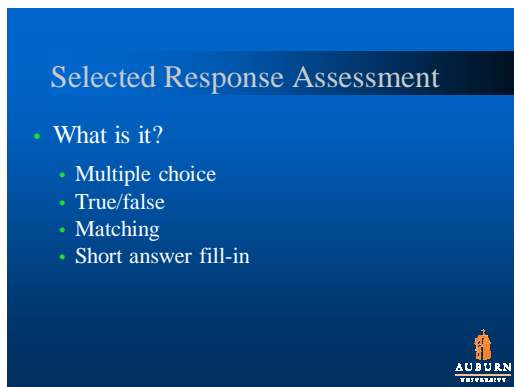 Selected Response Assessment
• What is it?
• Multiple choice
• True/false
• Matching
• Short answer fill-in
AUBURN
UNIVERSITY